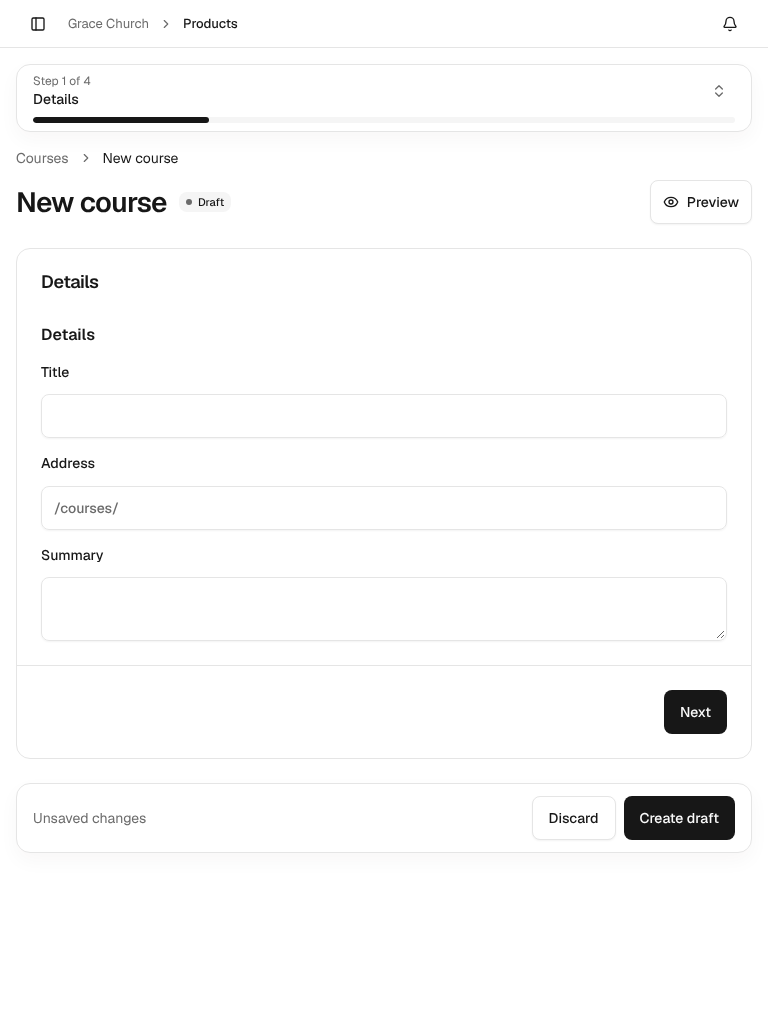 Grace Church > Products
Step 1 of 4
Details
Courses > New course
New course
Draft
Preview
Details
Details
Title
Address
/courses/
Summary
Next
Unsaved changes
Discard
Create draft